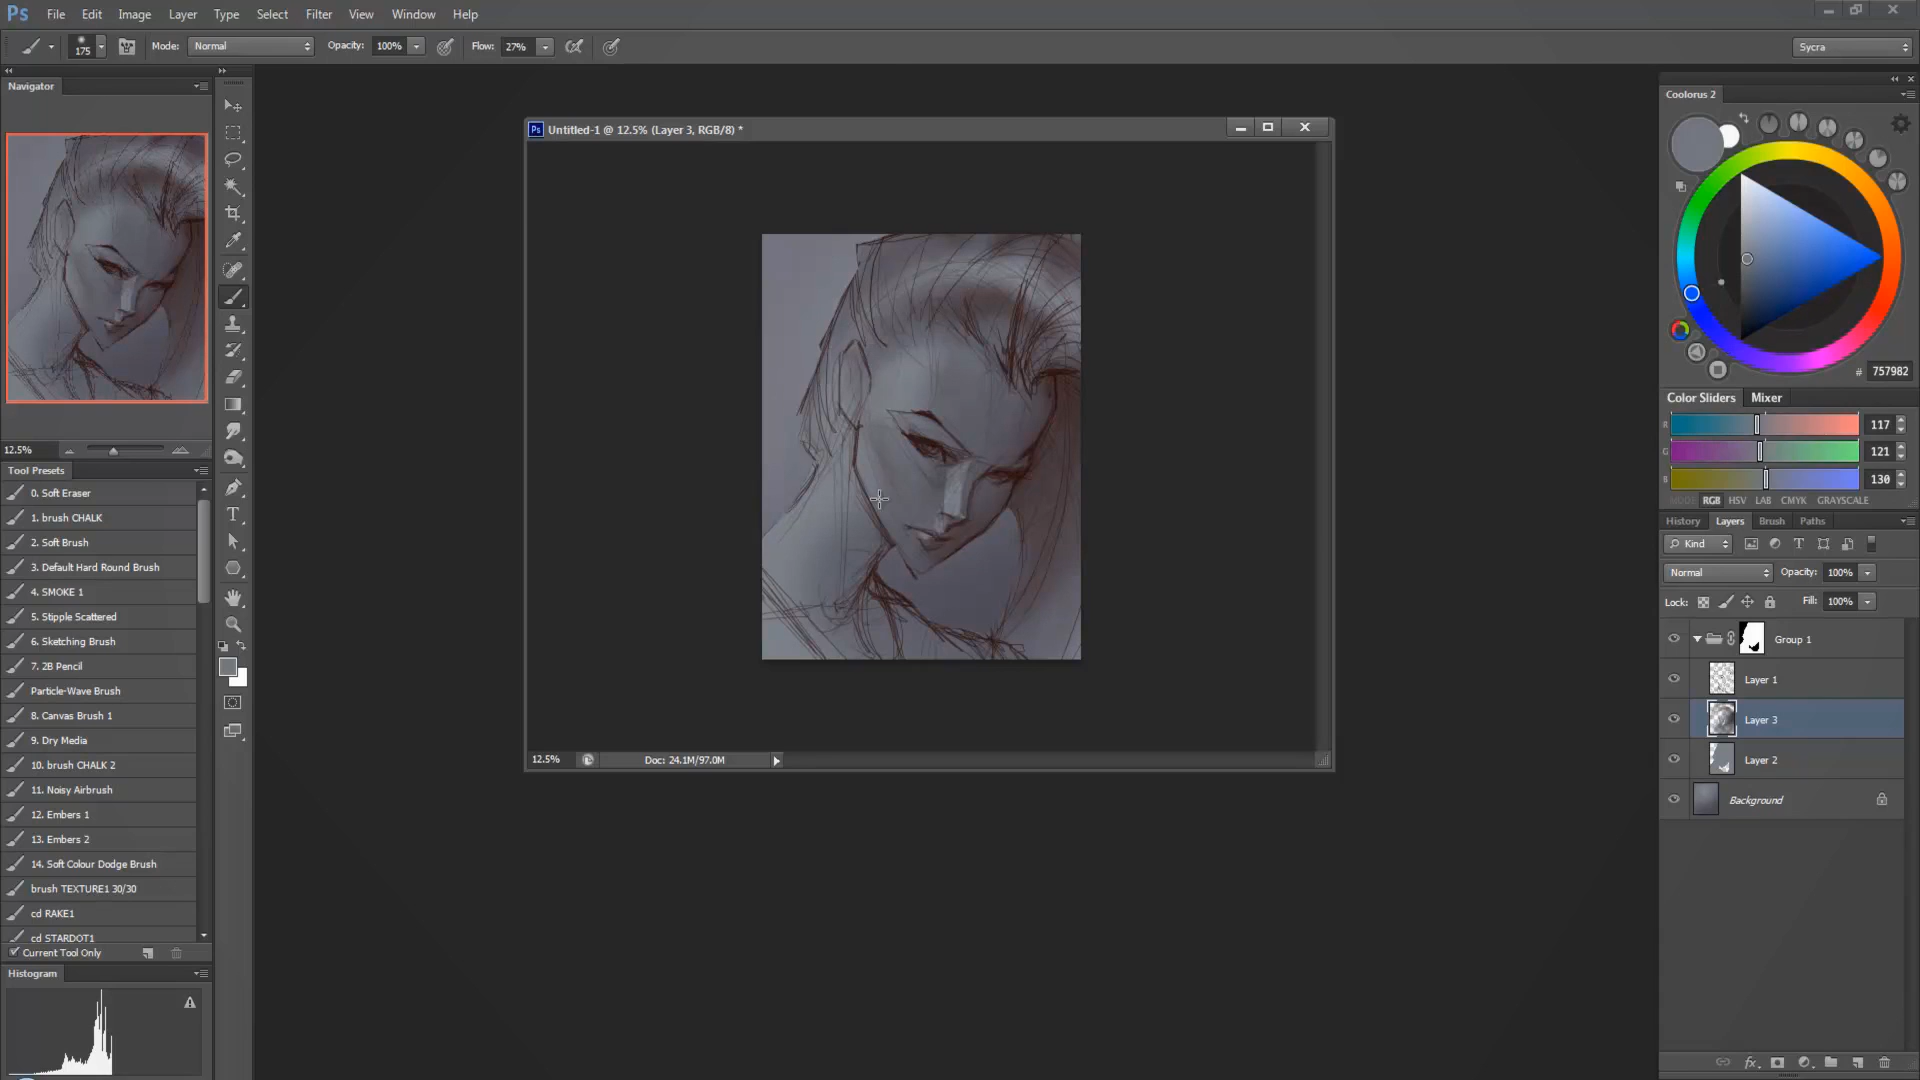 Ps File Edit Image Layer Type Select Filter View Window Help
175 Mode: Normal Opacity: 100% Flow: 27% Sycra
Navigator
12.5%
Tool Presets
0. Soft Eraser
1. brush CHALK
2. Soft Brush
3. Default Hard Round Brush
4. SMOKE 1
5. Stipple Scattered
6. Sketching Brush
7. 2B Pencil
Particle-Wave Brush
8. Canvas Brush 1
9. Dry Media
10. brush CHALK 2
11. Noisy Airbrush
12. Embers 1
13. Embers 2
14. Soft Colour Dodge Brush
brush TEXTURE1 30/30
cd RAKE1
cd STARDOT1
Current Tool Only
Histogram
Ps Untitled-1 @ 12.5% (Layer 3, RGB/8) *
12.5% Doc: 24.1M/97.0M
Coolorus 2
# 757982
Color Sliders Mixer
R 117
G 121
B 130
MODE RGB HSV LAB CMYK GRAYSCALE
History Layers Brush Paths
Kind
Normal Opacity: 100%
Lock: Fill: 100%
Group 1
Layer 1
Layer 3
Layer 2
Background